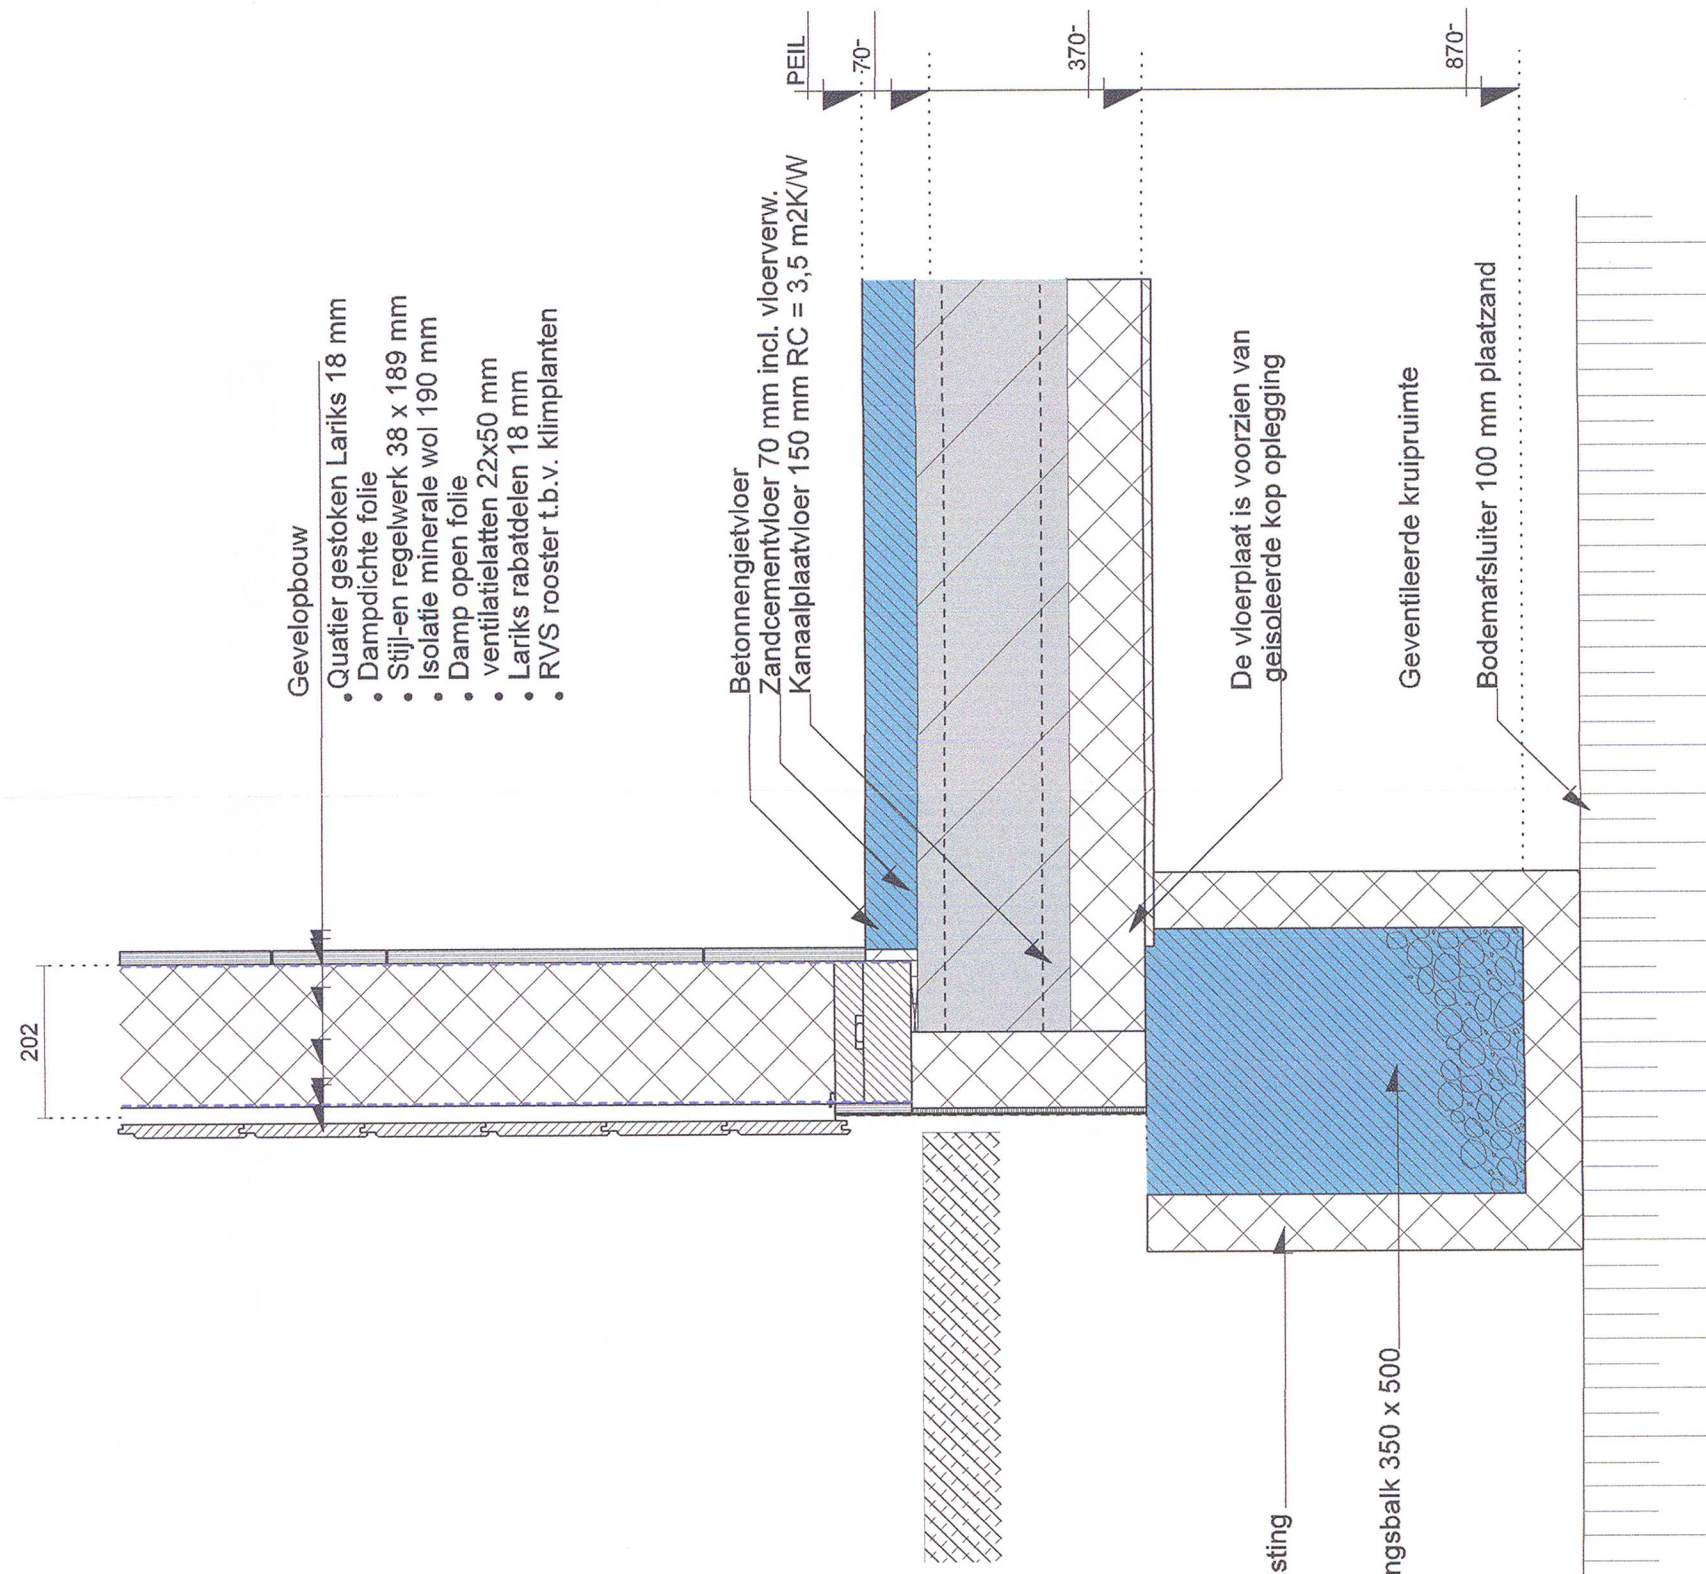 202
Gevelopbouw
• Quatier gestoken Lariks 18 mm
• Dampdichte folie
• Stijl-en regelwerk 38 x 189 mm
• Isolatie minerale wol 190 mm
• Damp open folie
• ventilatielatten 22x50 mm
• Lariks rabatdelen 18 mm
• RVS rooster t.b.v. klimplanten
Betonnengietvloer
Zandcementvloer 70 mm incl. vloerverw.
Kanaalplaatvloer 150 mm RC = 3,5 m2K/W
PEIL
70-
370-
870-
De vloerplaat is voorzien van
geisoleerde kop oplegging
Geventileerde kruipruimte
Bodemafsluiter 100 mm plaatzand
sting
ngsbalk 350 x 500